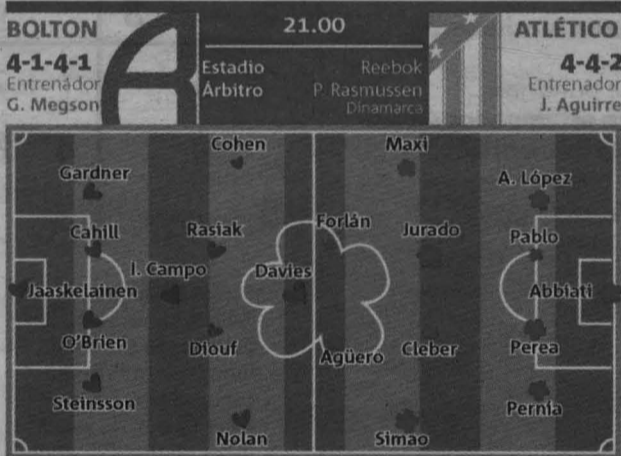 BOLTON
4-1-4-1
Entrenádor
G. Megson
21.00
Estadio Reebok
Árbitro P. Rasmussen
Dinamarca
ATLÉTICO
4-4-2
Entrenador
J. Aguirre
Cohen
Maxi
Gardner
A. López
Cahill
Rasiak
Forlán
Jurado
Pablo
I. Campo
Davies
Jaaskelainen
Abbiati
O'Brien
Diouf
Agüero
Cleber
Perea
Steinsson
Pernía
Nolan
Simao